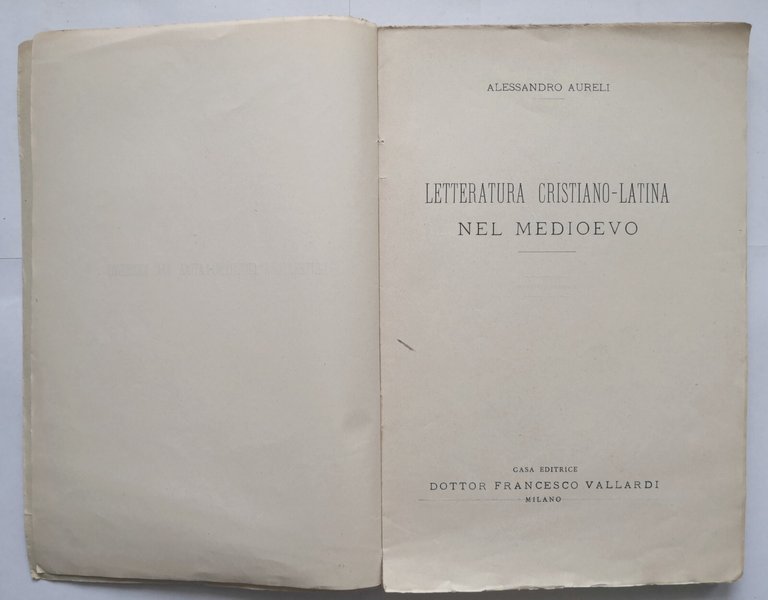 ALESSANDRO AURELI
LETTERATURA CRISTIANO-LATINA
NEL MEDIOEVO
CASA EDITRICE
DOTTOR FRANCESCO VALLARDI
MILANO